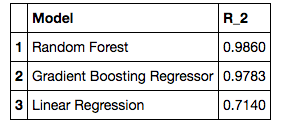 Model R_2
1 Random Forest 0.9860
2 Gradient Boosting Regressor 0.9783
3 Linear Regression 0.7140